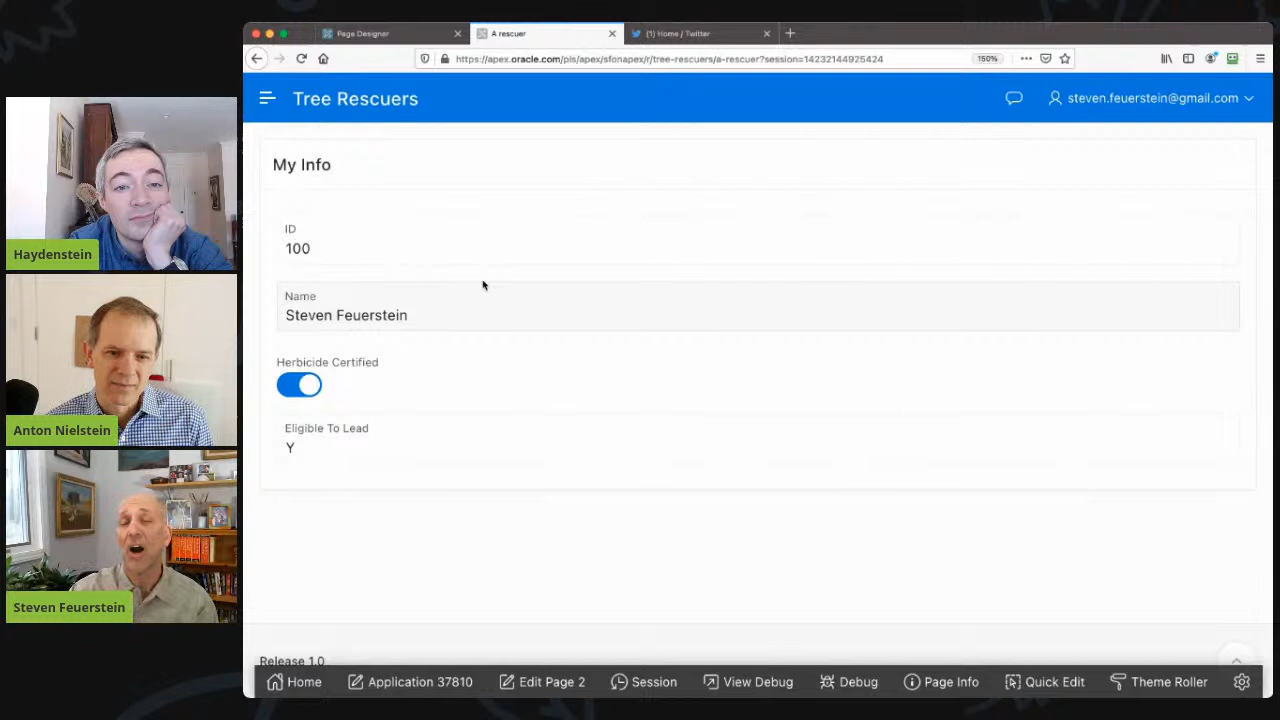 Page Designer
A rescuer
(1) Home / Twitter
https://apex.oracle.com/pls/apex/sfonapex/r/tree-rescuers/a-rescuer?session=14232144925424
150%
Tree Rescuers
steven.feuerstein@gmail.com
My Info
ID
100
Name
Steven Feuerstein
Herbicide Certified
Eligible To Lead
Y
Release 1.0
Home
Application 37810
Edit Page 2
Session
View Debug
Debug
Page Info
Quick Edit
Theme Roller
Haydenstein
Anton Nielstein
Steven Feuerstein